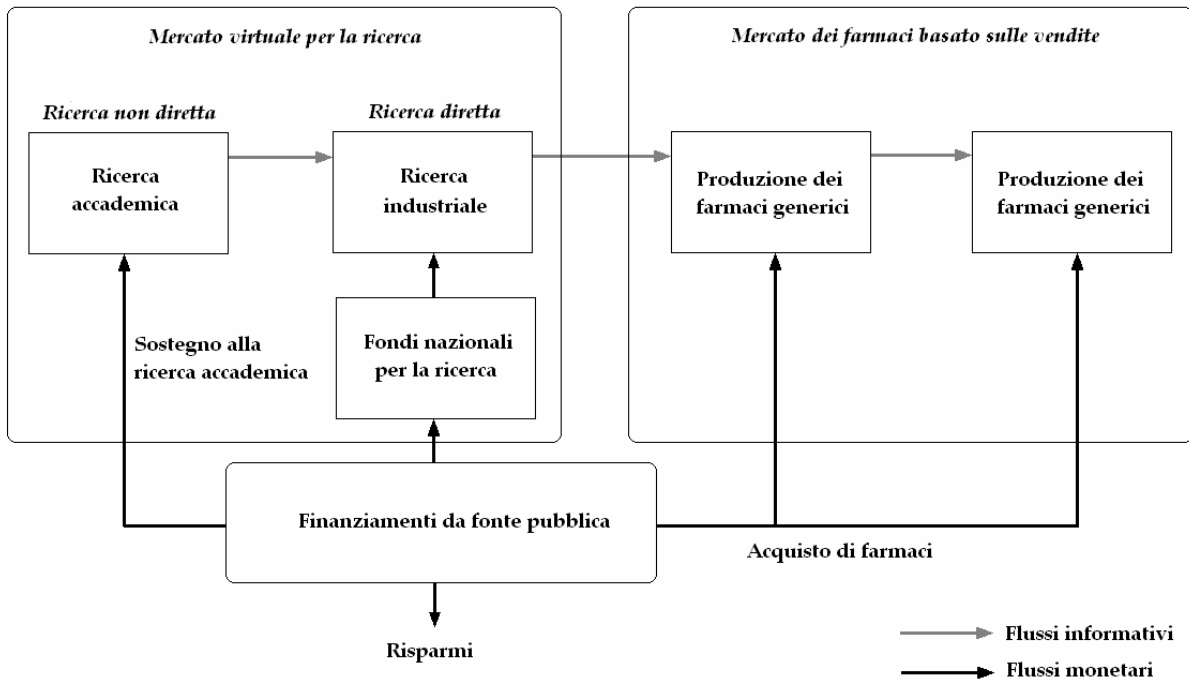 Mercato virtuale per la ricerca
Mercato dei farmaci basato sulle vendite
Ricerca non diretta
Ricerca diretta
Ricerca
accademica
Ricerca
industriale
Produzione dei
farmaci generici
Produzione dei
farmaci generici
Sostegno alla
ricerca accademica
Fondi nazionali
per la ricerca
Finanziamenti da fonte pubblica
Acquisto di farmaci
Risparmi
Flussi informativi
Flussi monetari